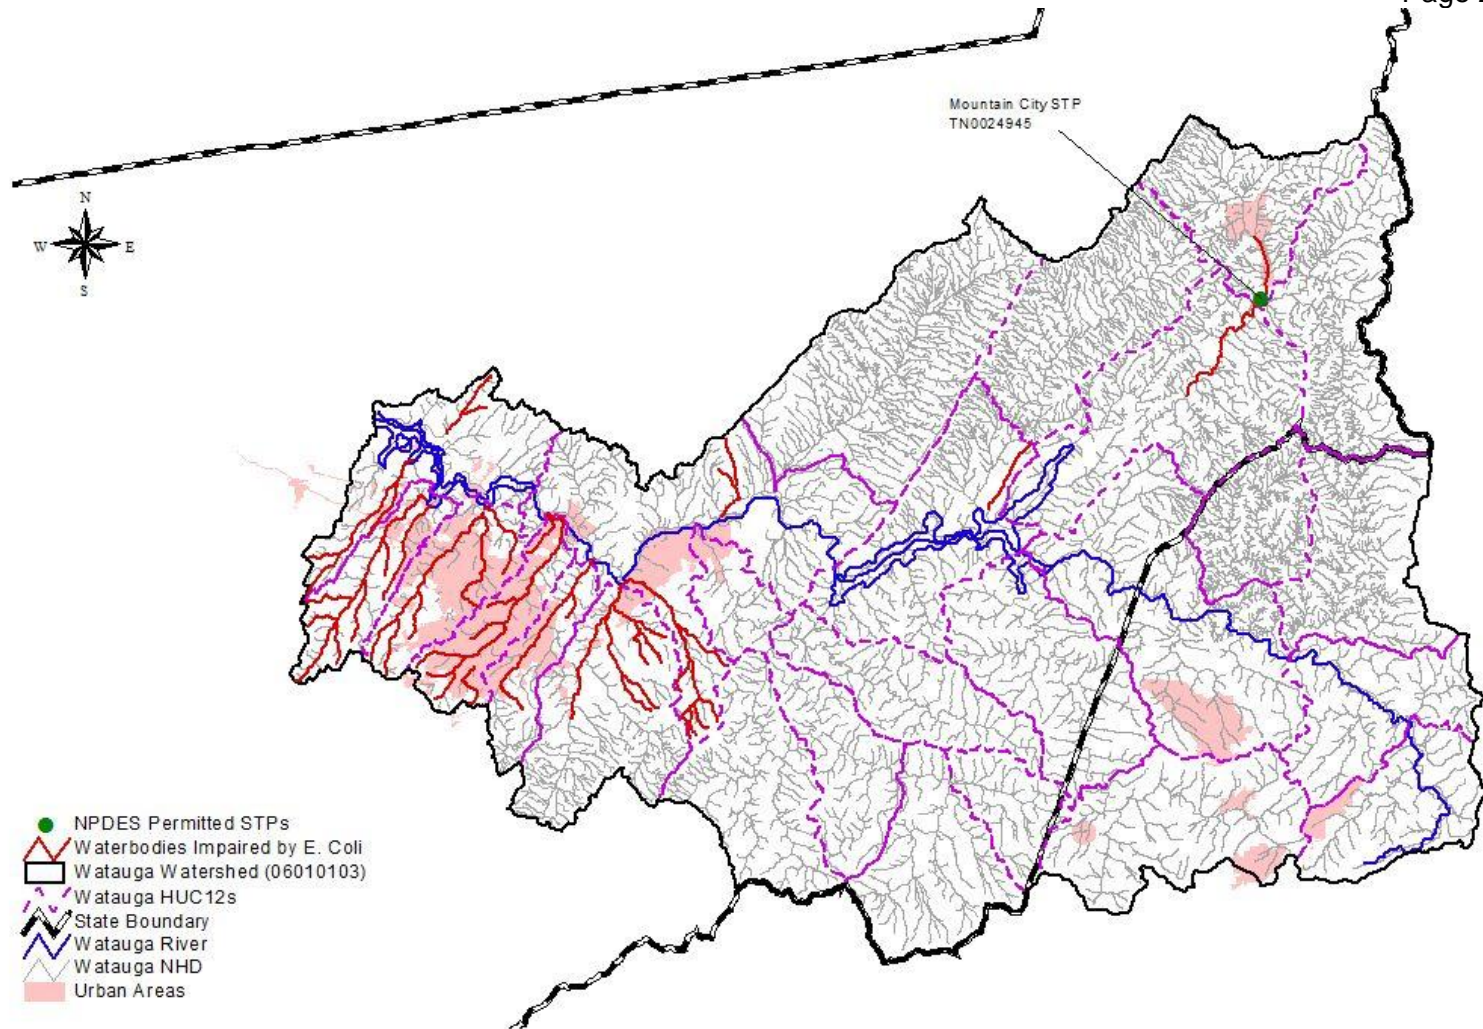 Page
Mountain City STP
TN0024945
N
W E
S
NPDES Permitted STPs
Waterbodies Impaired by E. Coli
Watauga Watershed (06010103)
Watauga HUC12s
State Boundary
Watauga River
Watauga NHD
Urban Areas